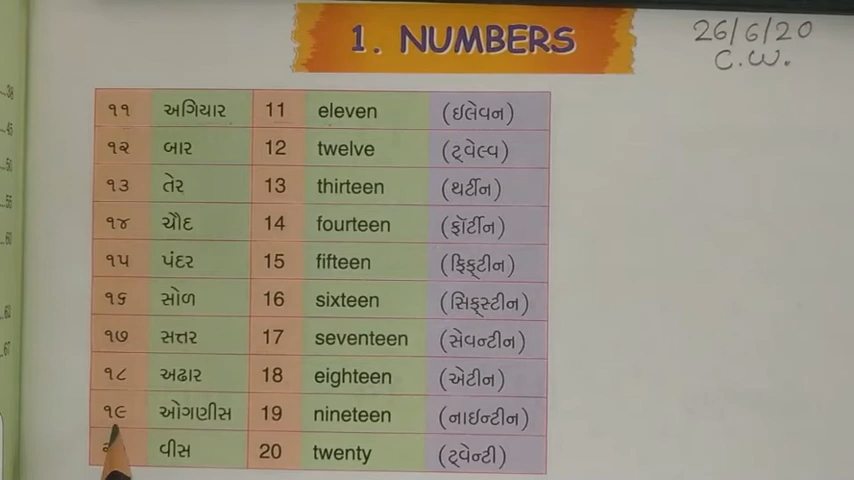 1. NUMBERS
26/6/20
C.W.
૧૧ અગિયાર 11 eleven (ઇલેવન)
૧૨ બાર 12 twelve (ટ્વેલ્વ)
૧૩ તેર 13 thirteen (થર્ટીન)
૧૪ ચૌદ 14 fourteen (ફૉર્ટીન)
૧૫ પંદર 15 fifteen (ફિફ્ટીન)
૧૬ સોળ 16 sixteen (સિક્સ્ટીન)
૧૭ સત્તર 17 seventeen (સેવન્ટીન)
૧૮ અઢાર 18 eighteen (એટીન)
૧૯ ઓગણીસ 19 nineteen (નાઇન્ટીન)
વીસ 20 twenty (ટ્વેન્ટી)